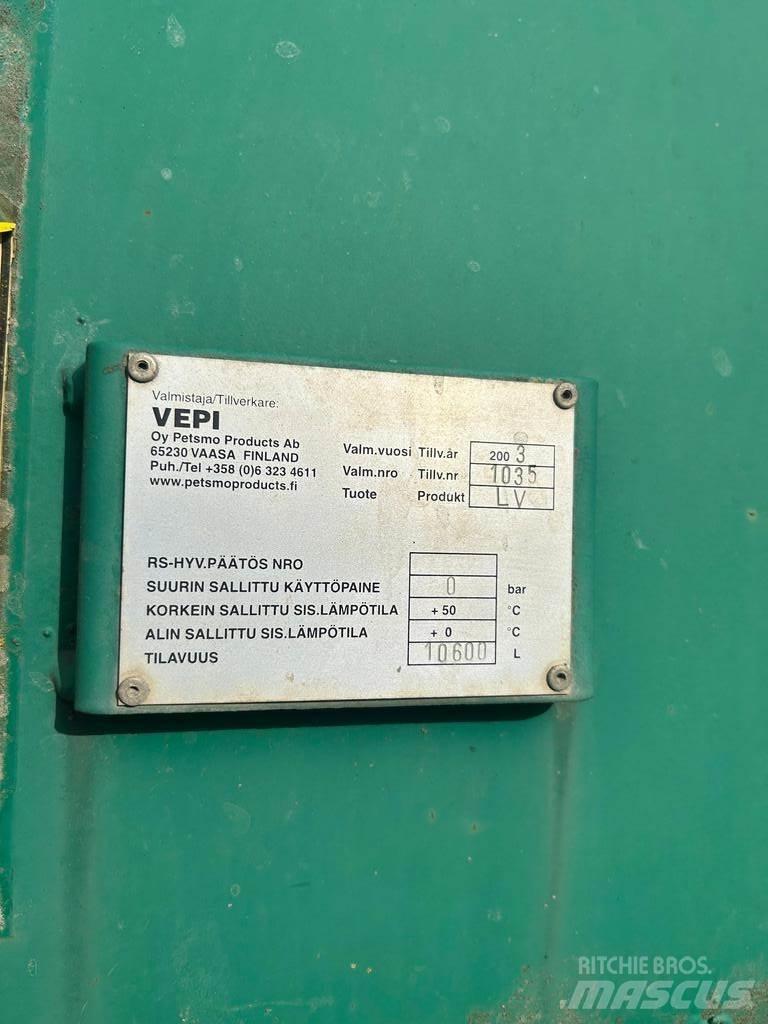 Valmistaja/Tillverkare:
VEPI
Oy Petsmo Products Ab
65230 VAASA FINLAND
Puh./Tel +358 (0)6 323 4611
www.petsmoproducts.fi
Valm.vuosi Tillv.år 2003
Valm.nro Tillv.nr 1035
Tuote Produkt LV
RS-HYV.PÄÄTÖS NRO
SUURIN SALLITTU KÄYTTÖPAINE 0 bar
KORKEIN SALLITTU SIS.LÄMPÖTILA +50 °C
ALIN SALLITTU SIS.LÄMPÖTILA +0 °C
TILAVUUS 10600 L
RITCHIE BROS.
MASCUS